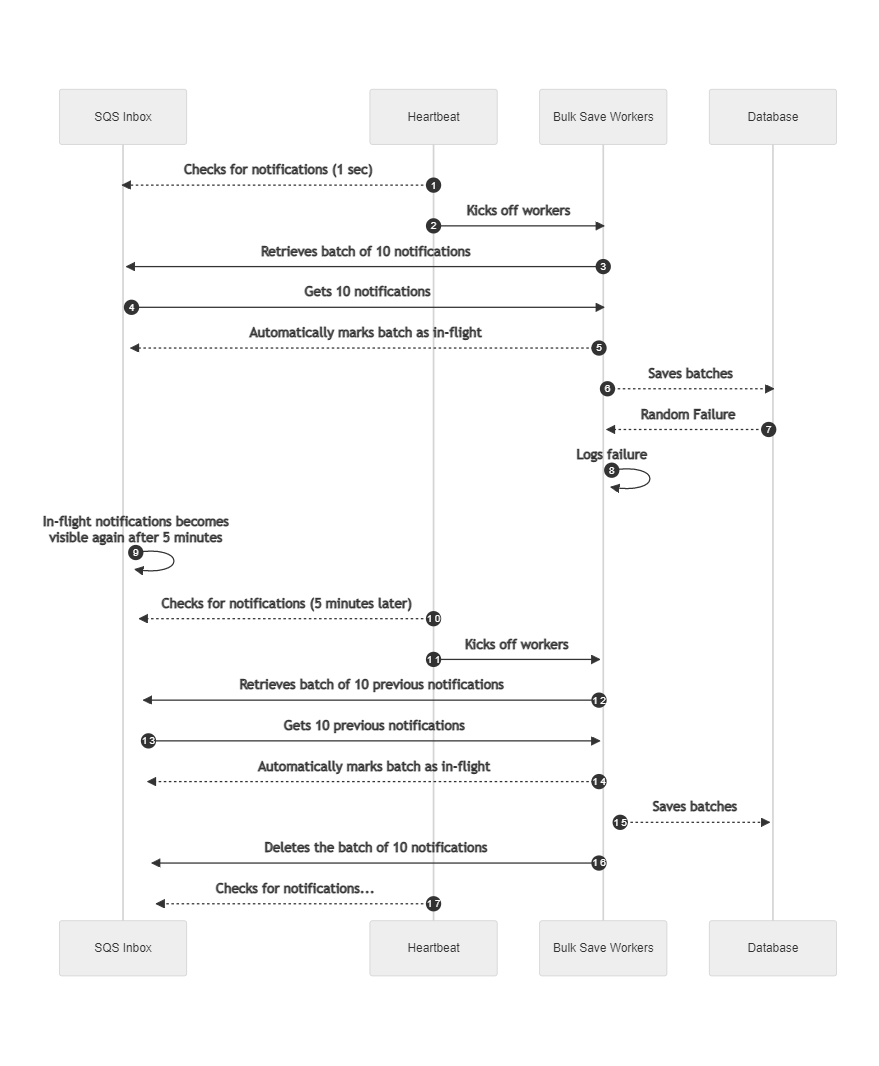 SQS Inbox
Heartbeat
Bulk Save Workers
Database
Checks for notifications (1 sec)
1
Kicks off workers
2
Retrieves batch of 10 notifications
3
Gets 10 notifications
4
Automatically marks batch as in-flight
5
Saves batches
6
Random Failure
7
Logs failure
8
In-flight notifications becomes
visible again after 5 minutes
9
Checks for notifications (5 minutes later)
10
Kicks off workers
11
Retrieves batch of 10 previous notifications
12
Gets 10 previous notifications
13
Automatically marks batch as in-flight
14
Saves batches
15
Deletes the batch of 10 notifications
16
Checks for notifications...
17
SQS Inbox
Heartbeat
Bulk Save Workers
Database